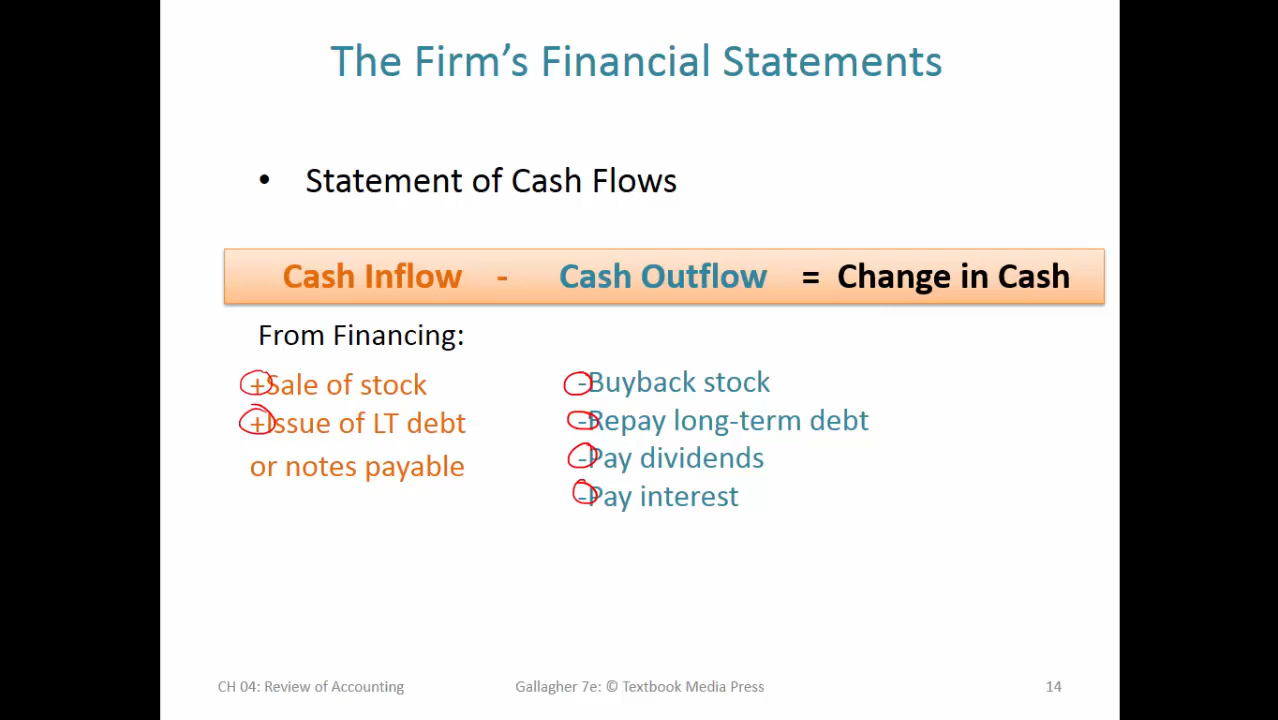 The Firm's Financial Statements
• Statement of Cash Flows
Cash Inflow - Cash Outflow = Change in Cash
From Financing:
+Sale of stock
+Issue of LT debt
or notes payable
-Buyback stock
-Repay long-term debt
-Pay dividends
-Pay interest
CH 04: Review of Accounting
Gallagher 7e: © Textbook Media Press
14